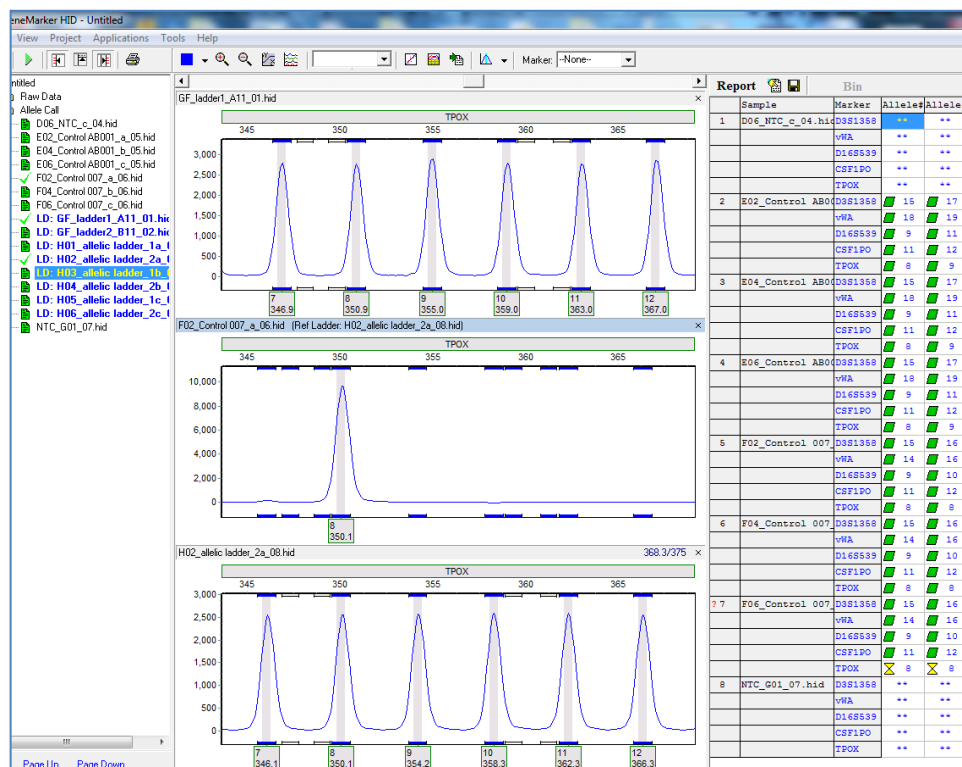 eneMarker HID - Untitled
View Project Applications Tools Help
Marker: --None--
ntitled
Raw Data
Allele Call
D06_NTC_c_04.hid
E02_Control AB001_a_05.hid
E04_Control AB001_b_05.hid
E06_Control AB001_c_05.hid
F02_Control 007_a_06.hid
F04_Control 007_b_06.hid
F06_Control 007_c_06.hid
LD: GF_ladder1_A11_01.hid
LD: GF_ladder2_B11_02.hid
LD: H01_allelic ladder_1a_
LD: H02_allelic ladder_2a_
LD: H03_allelic ladder_1b_
LD: H04_allelic ladder_2b_
LD: H05_allelic ladder_1c_
LD: H06_allelic ladder_2c_
NTC_G01_07.hid
Page Up Page Down
GF_ladder1_A11_01.hid ×
TPOX
345 350 355 360 365
3,000
2,500
2,000
1,500
1,000
500
0
7 8 9 10 11 12
346.9 350.9 355.0 359.0 363.0 367.0
F02_Control 007_a_06.hid (Ref Ladder: H02_allelic ladder_2a_08.hid) ×
TPOX
345 350 355 360 365
10,000
8,000
6,000
4,000
2,000
0
8
350.1
H02_allelic ladder_2a_08.hid 368.3/375 ×
TPOX
345 350 355 360 365
3,000
2,500
2,000
1,500
1,000
500
0
7 8 9 10 11 12
346.1 350.1 354.2 358.3 362.3 366.3
Report Bin
Sample Marker Allele# Allele
1 D06_NTC_c_04.hid D3S1358 ** **
vWA ** **
D16S539 ** **
CSF1PO ** **
TPOX ** **
2 E02_Control AB00 D3S1358 15 17
vWA 18 19
D16S539 9 11
CSF1PO 11 12
TPOX 8 9
3 E04_Control AB00 D3S1358 15 17
vWA 18 19
D16S539 9 11
CSF1PO 11 12
TPOX 8 9
4 E06_Control AB00 D3S1358 15 17
vWA 18 19
D16S539 9 11
CSF1PO 11 12
TPOX 8 9
5 F02_Control 007_ D3S1358 15 16
vWA 14 16
D16S539 9 10
CSF1PO 11 12
TPOX 8 8
6 F04_Control 007_ D3S1358 15 16
vWA 14 16
D16S539 9 10
CSF1PO 11 12
TPOX 8 8
? 7 F06_Control 007_ D3S1358 15 16
vWA 14 16
D16S539 9 10
CSF1PO 11 12
TPOX 8 8
8 NTC_G01_07.hid D3S1358 ** **
vWA ** **
D16S539 ** **
CSF1PO ** **
TPOX ** **